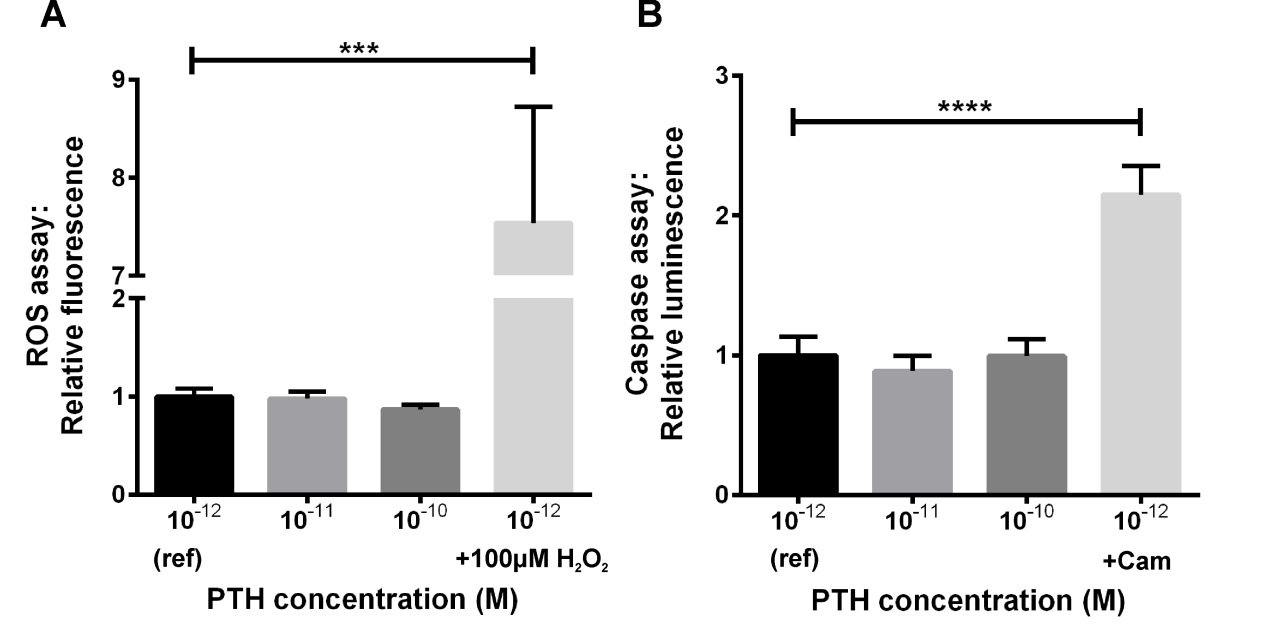 A
***
9
8
7
2
1
0
ROS assay:
Relative fluorescence
10-12
10-11
10-10
10-12
(ref)
+100µM H2O2
PTH concentration (M)
B
****
3
2
1
0
Caspase assay:
Relative luminescence
10-12
10-11
10-10
10-12
(ref)
+Cam
PTH concentration (M)